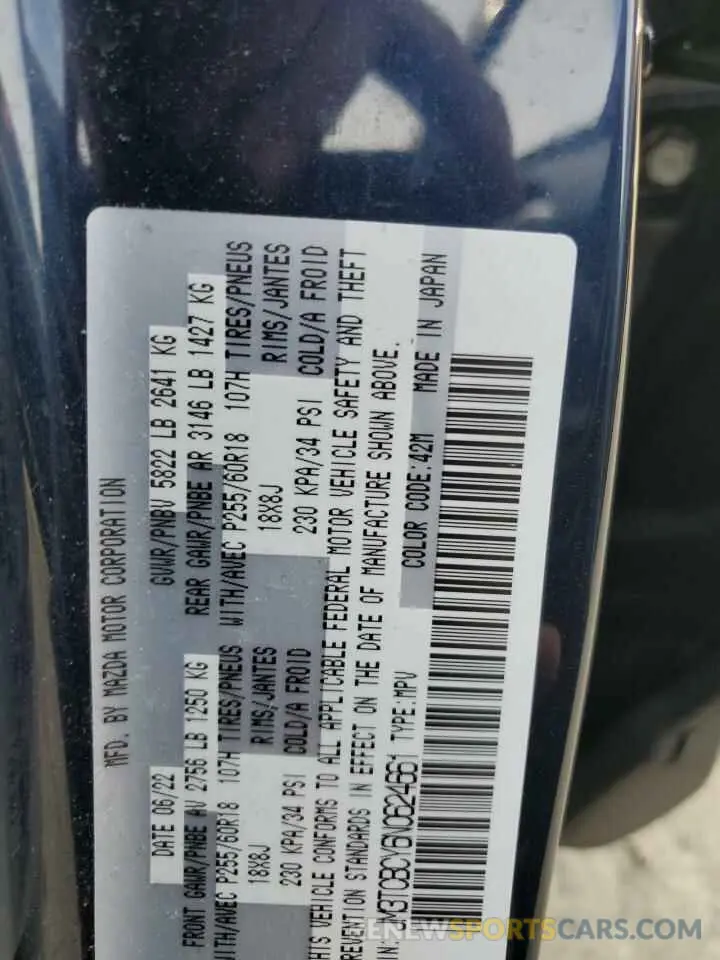 MFD. BY MAZDA MOTOR CORPORATION
DATE 06/22 GVWR/PNBV 5822 LB 2641 KG
FRONT GAWR/PNBE AV 2756 LB 1250 KG REAR GAWR/PNBE AR 3146 LB 1427 KG
WITH/AVEC P255/60R18 107H TIRES/PNEUS WITH/AVEC P255/60R18 107H TIRES/PNEUS
18X8J RIMS/JANTES 18X8J RIMS/JANTES
230 KPA/34 PSI COLD/A FROID 230 KPA/34 PSI COLD/A FROID
THIS VEHICLE CONFORMS TO ALL APPLICABLE FEDERAL MOTOR VEHICLE SAFETY AND THEFT
PREVENTION STANDARDS IN EFFECT ON THE DATE OF MANUFACTURE SHOWN ABOVE.
JM3TCBCY6N0624661 TYPE:MPV COLOR CODE:42M MADE IN JAPAN
RENEWSUSEDCARS.COM